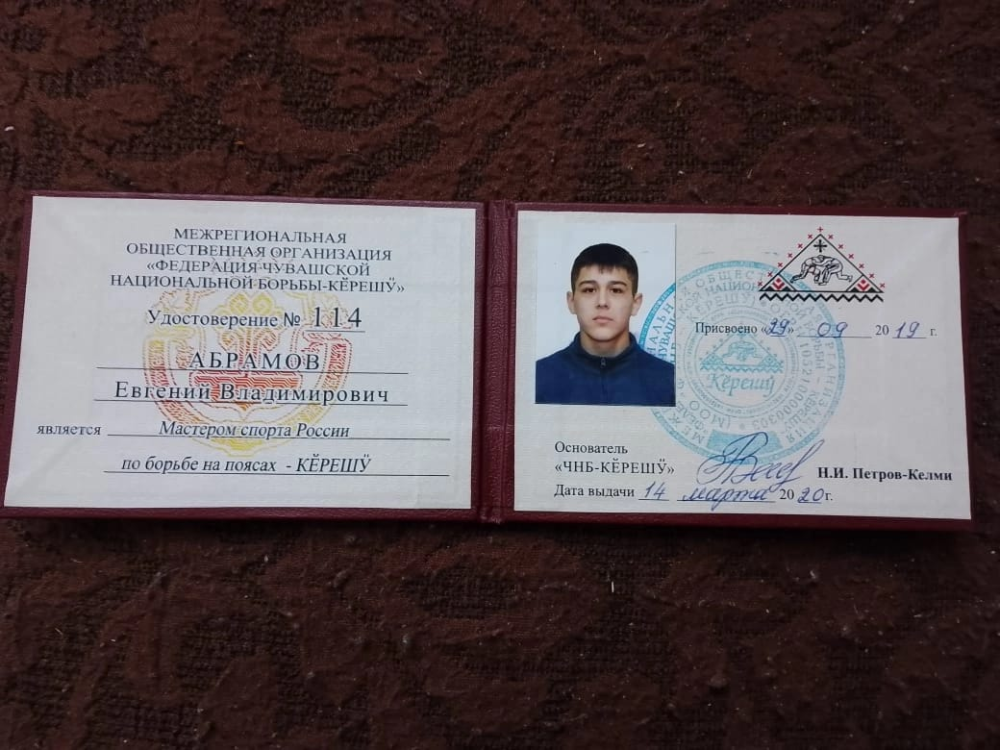 МЕЖРЕГИОНАЛЬНАЯ
ОБЩЕСТВЕННАЯ ОРГАНИЗАЦИЯ
«ФЕДЕРАЦИЯ ЧУВАШСКОЙ
НАЦИОНАЛЬНОЙ БОРЬБЫ-КĔРЕШӲ»
Удостоверение № 114
АБРАМОВ
Евгений Владимирович
является Мастером спорта России
по борьбе на поясах - КĔРЕШӲ
Присвоено «29» 09 2019 г.
Кĕрешӳ
Основатель
«ЧНБ-КĔРЕШӲ»
Н.И. Петров-Келми
Дата выдачи 14 марта 2020 г.